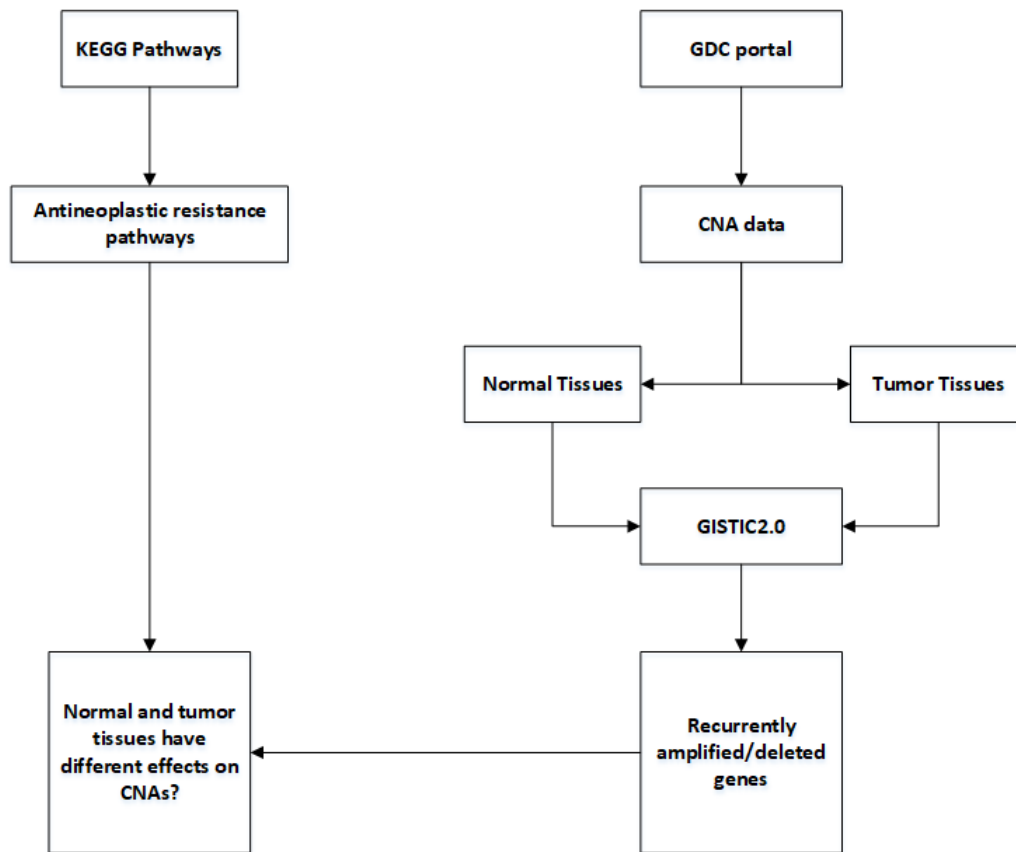 KEGG Pathways
GDC portal
Antineoplastic resistance
pathways
CNA data
Normal Tissues
Tumor Tissues
GISTIC2.0
Normal and tumor
tissues have
different effects on
CNAs?
Recurrently
amplified/deleted
genes